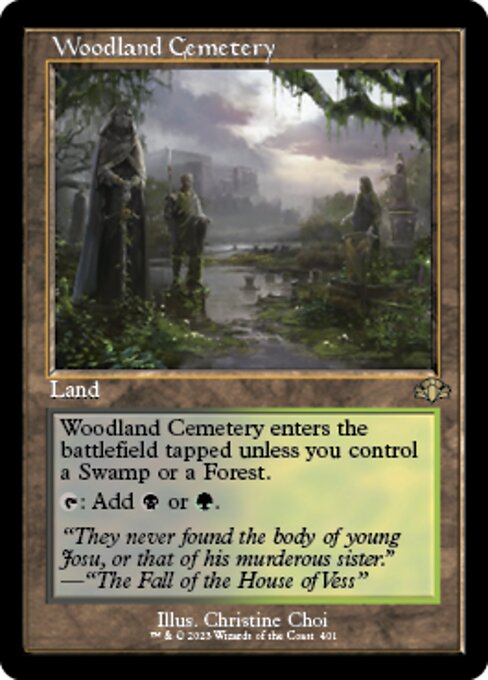 Woodland Cemetery
Land
Woodland Cemetery enters the
battlefield tapped unless you control
a Swamp or a Forest.
: Add or .
“They never found the body of young
Josu, or that of his murderous sister.”
—“The Fall of the House of Vess”
Illus. Christine Choi
™ & © 2023 Wizards of the Coast 401